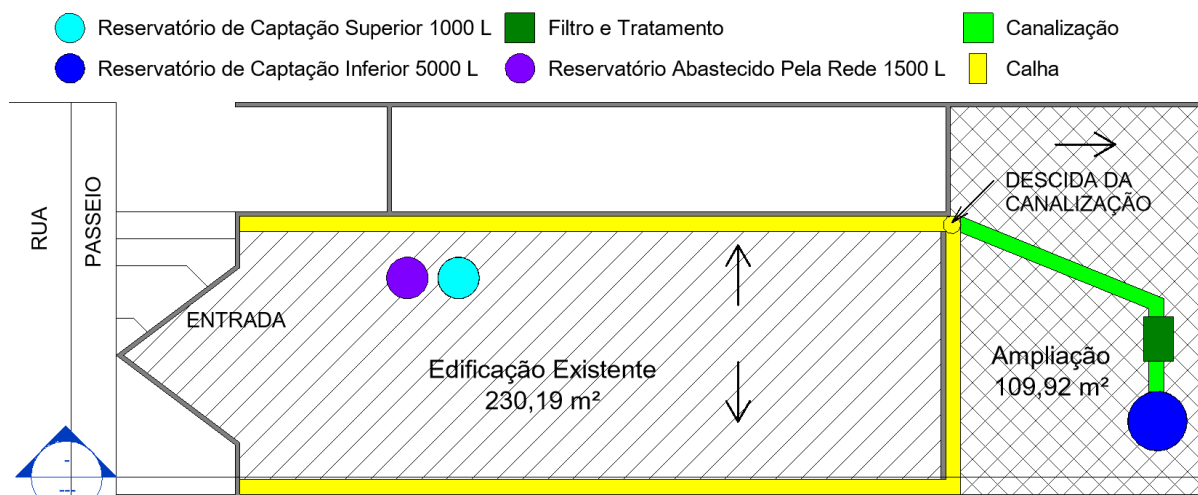 Reservatório de Captação Superior 1000 L
Filtro e Tratamento
Canalização
Reservatório de Captação Inferior 5000 L
Reservatório Abastecido Pela Rede 1500 L
Calha
RUA
PASSEIO
DESCIDA DA
CANALIZAÇÃO
ENTRADA
Edificação Existente
230,19 m²
Ampliação
109,92 m²
-
---